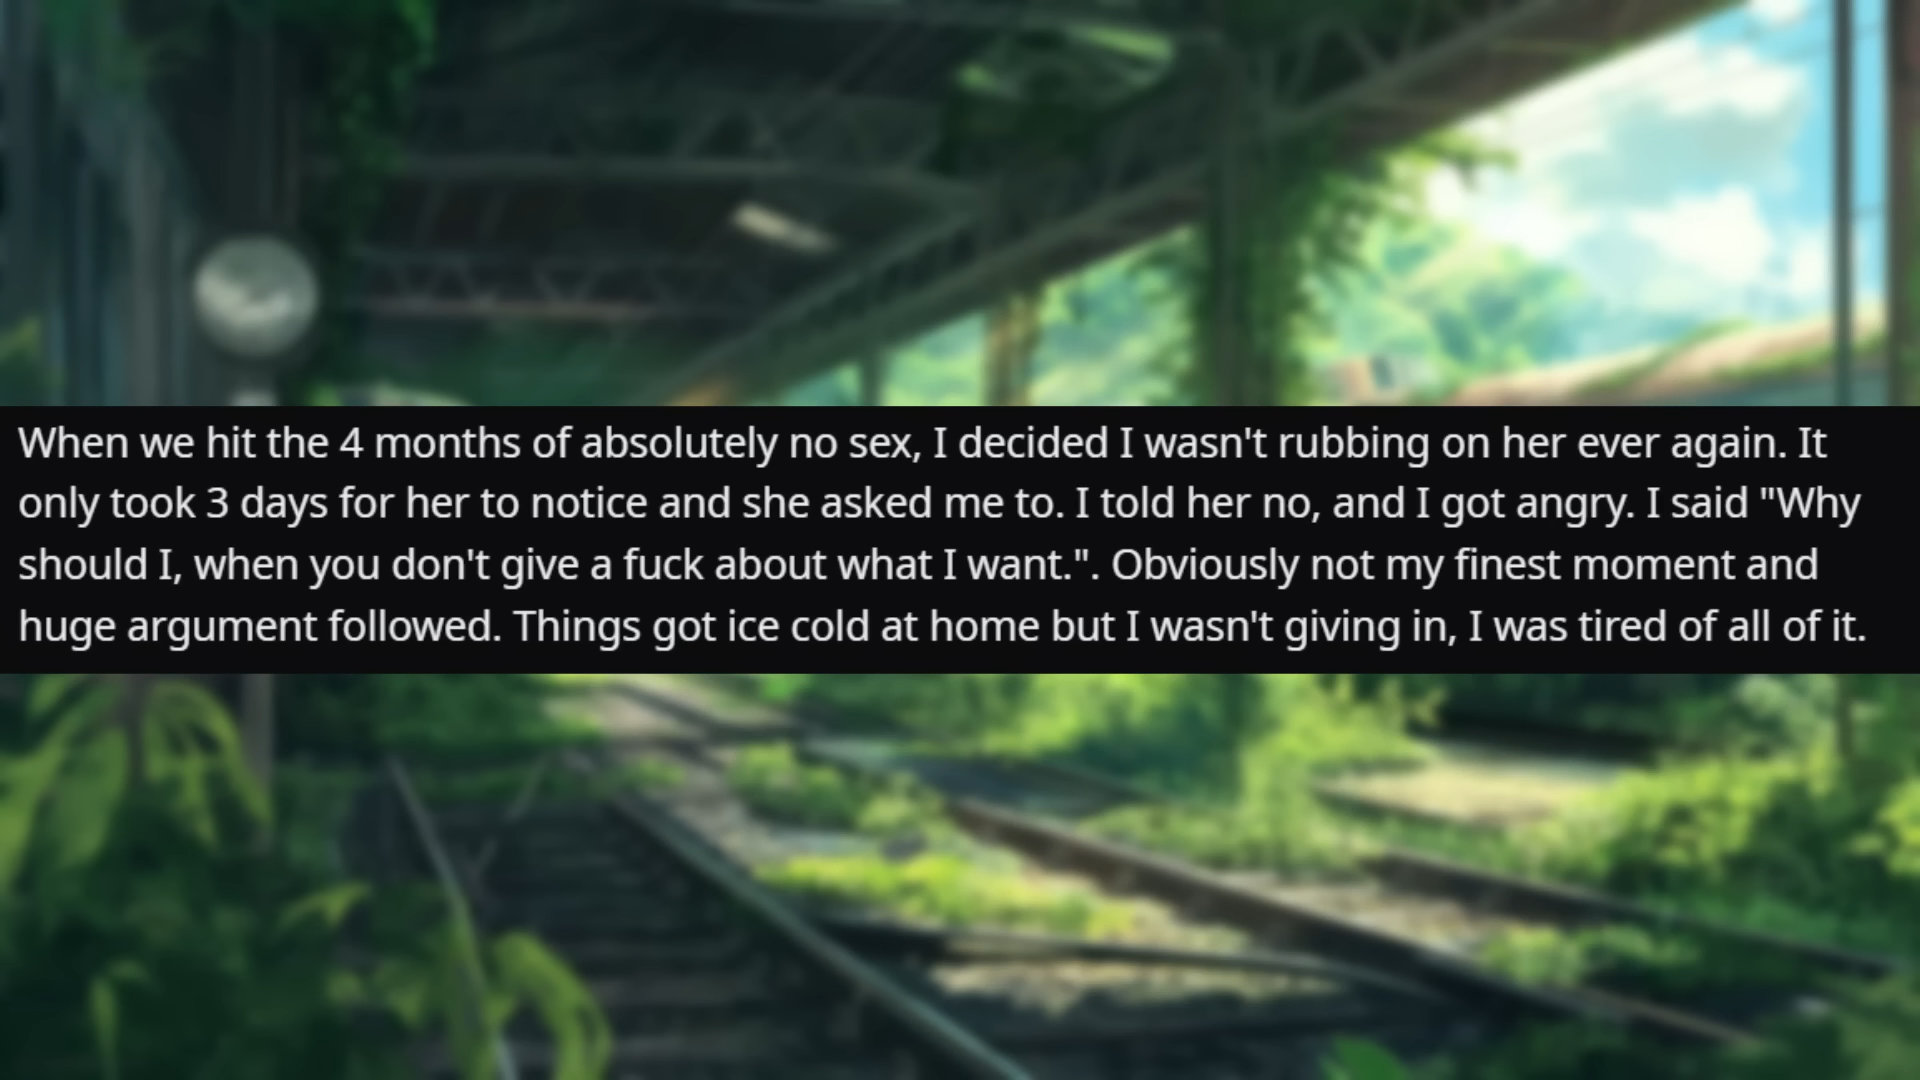 When we hit the 4 months of absolutely no sex, I decided I wasn't rubbing on her ever again. It
only took 3 days for her to notice and she asked me to. I told her no, and I got angry. I said "Why
should I, when you don't give a fuck about what I want.". Obviously not my finest moment and
huge argument followed. Things got ice cold at home but I wasn't giving in, I was tired of all of it.